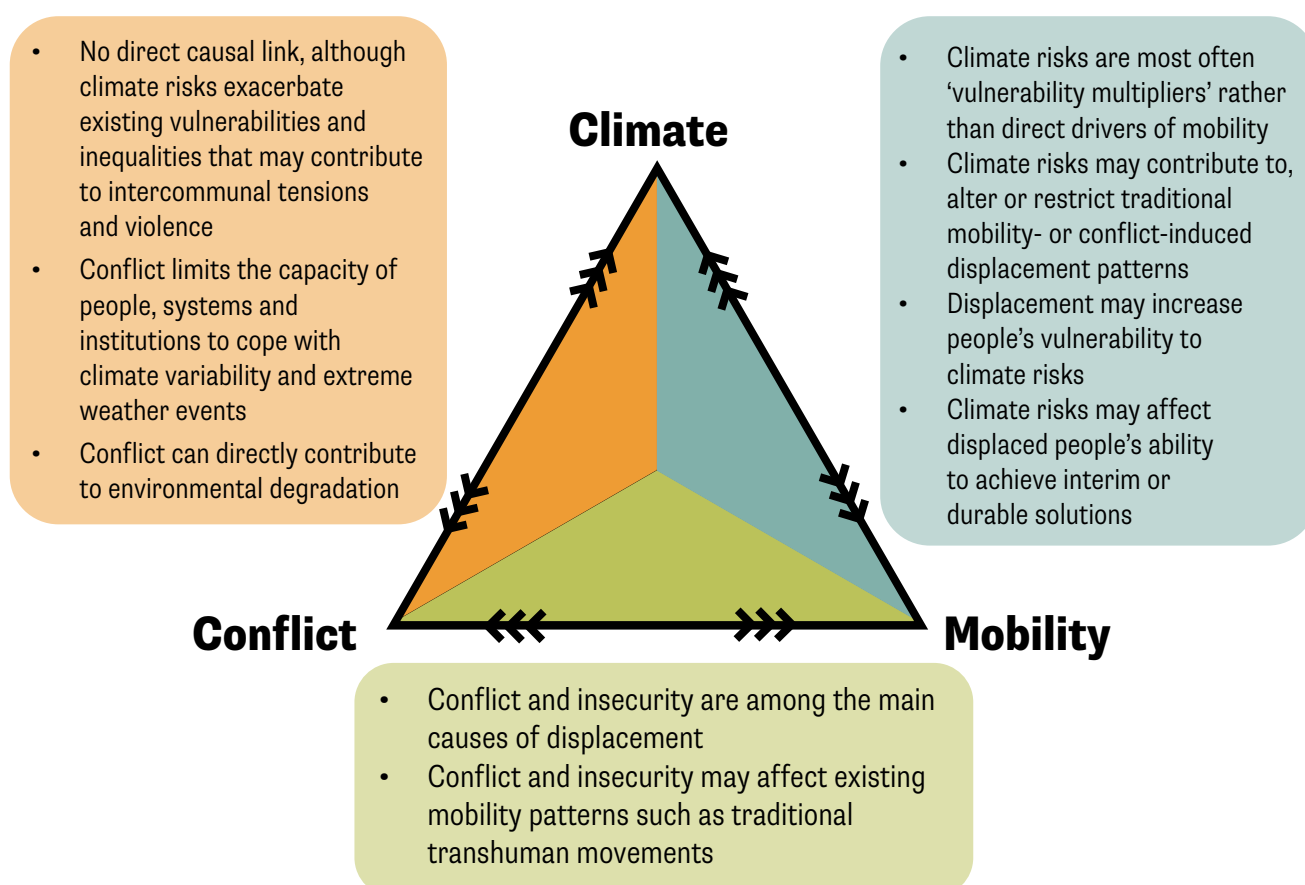 • No direct causal link, although
climate risks exacerbate
existing vulnerabilities and
inequalities that may contribute
to intercommunal tensions
and violence
• Conflict limits the capacity of
people, systems and
institutions to cope with
climate variability and extreme
weather events
• Conflict can directly contribute
to environmental degradation
Climate
• Climate risks are most often
‘vulnerability multipliers’ rather
than direct drivers of mobility
• Climate risks may contribute to,
alter or restrict traditional
mobility- or conflict-induced
displacement patterns
• Displacement may increase
people’s vulnerability to
climate risks
• Climate risks may affect
displaced people’s ability
to achieve interim or
durable solutions
Conflict
Mobility
• Conflict and insecurity are among the main
causes of displacement
• Conflict and insecurity may affect existing
mobility patterns such as traditional
transhuman movements